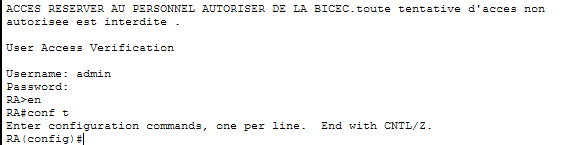 ACCES RESERVER AU PERSONNEL AUTORISER DE LA BICEC.toute tentative d'acces non
autorisee est interdite .
User Access Verification
Username: admin
Password:
RA>en
RA#conf t
Enter configuration commands, one per line.  End with CNTL/Z.
RA(config)#